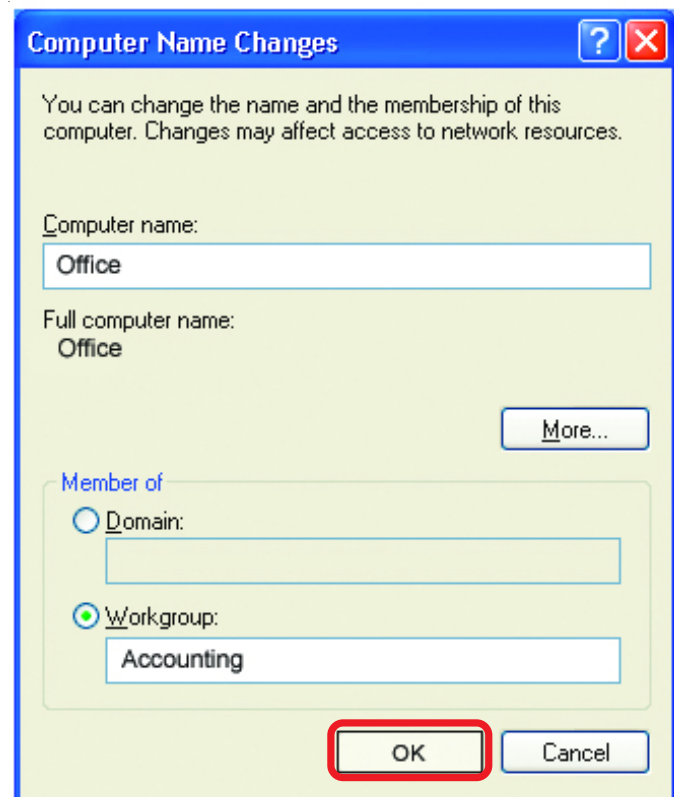 Computer Name Changes
You can change the name and the membership of this
computer. Changes may affect access to network resources.
Computer name:
Office
Full computer name:
Office
More...
Member of
Domain:
Workgroup:
Accounting
OK Cancel